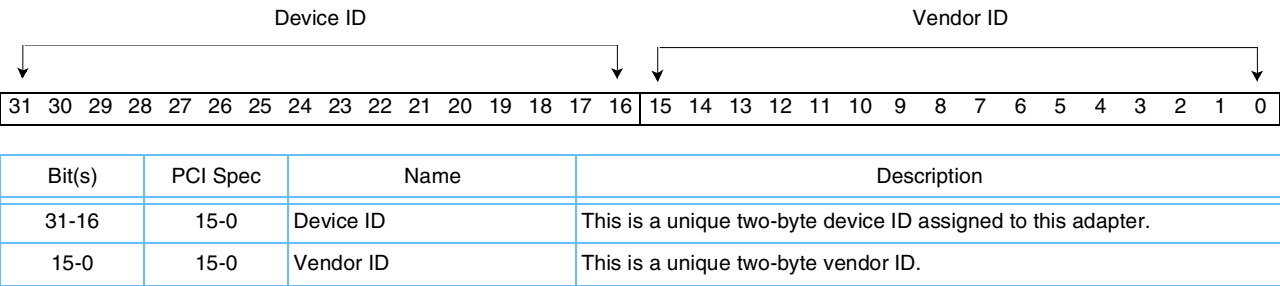 Device ID Vendor ID
31 30 29 28 27 26 25 24 23 22 21 20 19 18 17 16 15 14 13 12 11 10 9 8 7 6 5 4 3 2 1 0
Bit(s) PCI Spec Name Description
31-16 15-0 Device ID This is a unique two-byte device ID assigned to this adapter.
15-0 15-0 Vendor ID This is a unique two-byte vendor ID.